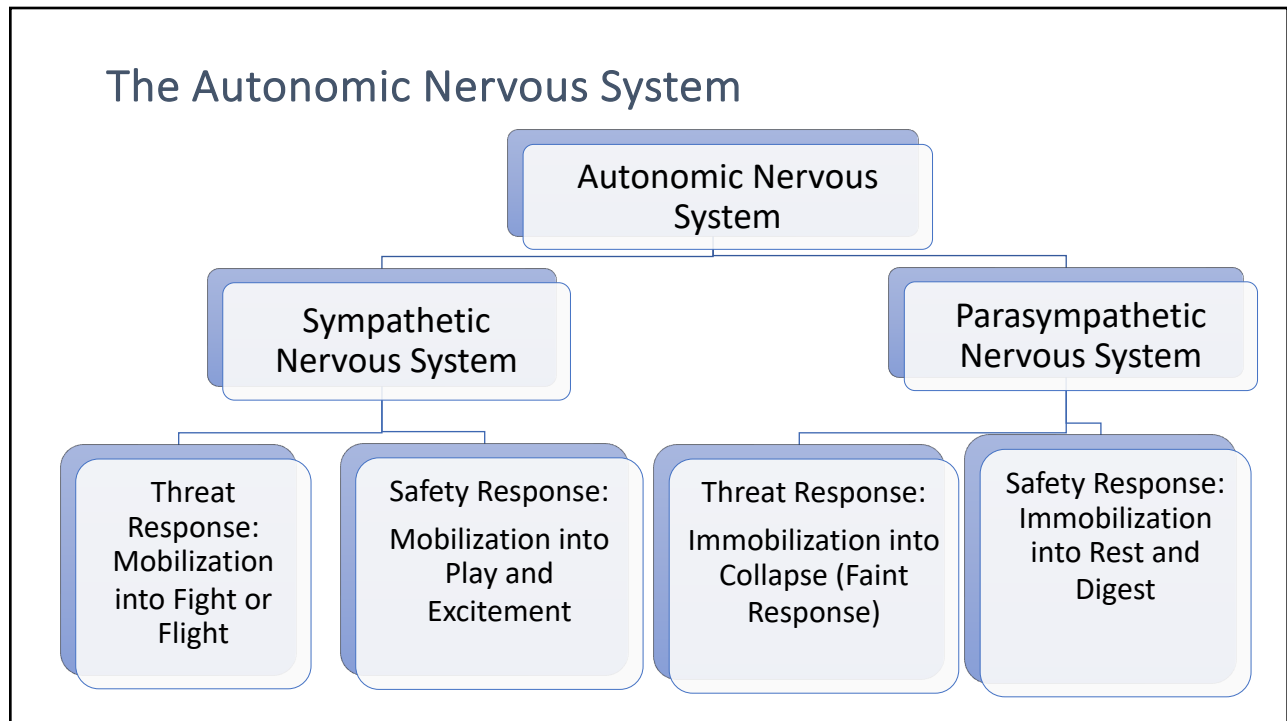 The Autonomic Nervous System
Autonomic Nervous
System
Sympathetic
Nervous System
Parasympathetic
Nervous System
Threat
Response:
Mobilization
into Fight or
Flight
Safety Response:
Mobilization into
Play and
Excitement
Threat Response:
Immobilization into
Collapse (Faint
Response)
Safety Response:
Immobilization
into Rest and
Digest